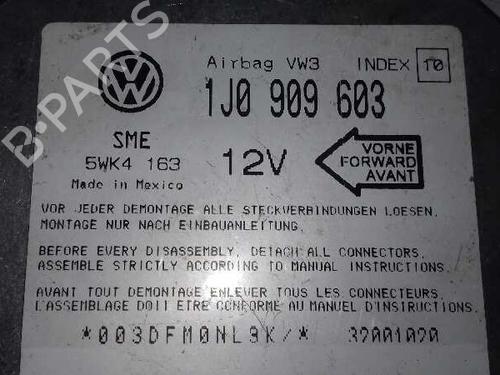 Airbag VW3 INDEX 10
1J0 909 603
SME
5WK4 163
12V
VORNE
FORWARD
AVANT
Made in Mexico
VOR JEDER DEMONTAGE ALLE STECKVERBINDUNGEN LOESEN.
MONTAGE NUR NACH EINBAUANLEITUNG.
BEFORE EVERY DISASSEMBLY, DETACH ALL CONNECTORS.
ASSEMBLE STRICTLY ACCORDING TO MANUAL INSTRUCTIONS.
AVANT TOUT DEMONTAGE ENLEVER TOUS LES CONNECTEURS.
L'ASSEMBLAGE DOIT ETRE CONFORME AU MANUEL D'INSTRUCTIONS.
*003DFM0NL9K/* 32001020
B-PARTS